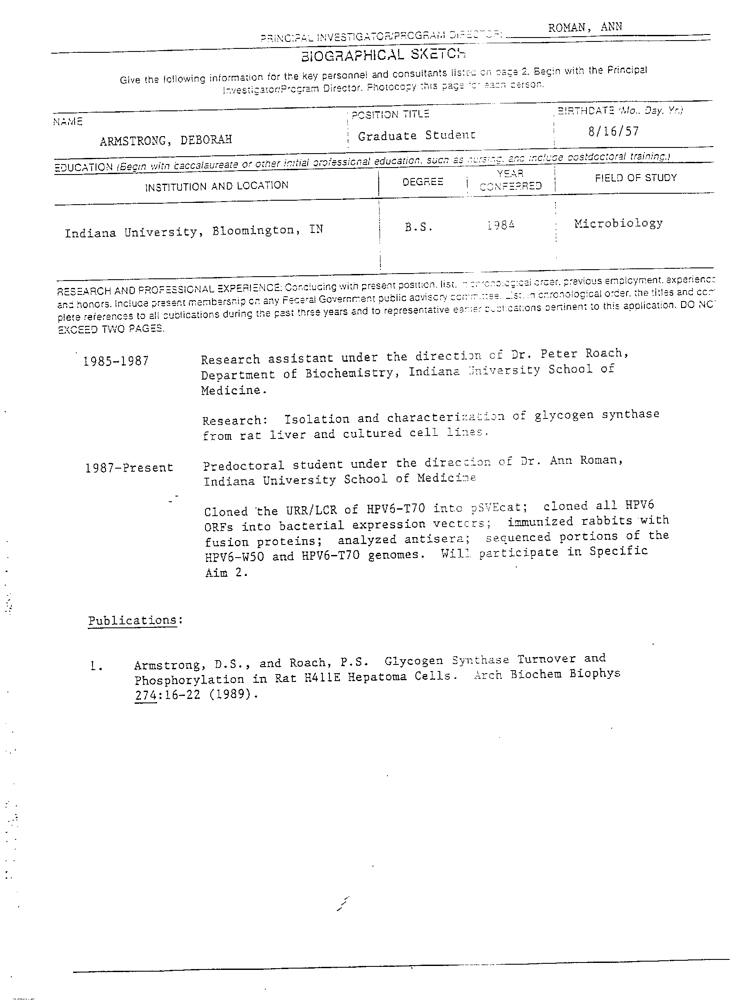 PRINCIPAL INVESTIGATOR/PROGRAM DIRECTOR: ROMAN, ANN
BIOGRAPHICAL SKETCH
Give the following information for the key personnel and consultants listed on page 2. Begin with the Principal
Investigator/Program Director. Photocopy this page for each person.
NAME POSITION TITLE BIRTHDATE (Mo., Day, Yr.)
ARMSTRONG, DEBORAH Graduate Student 8/16/57
EDUCATION (Begin with baccalaureate or other initial professional education, such as nursing, and include postdoctoral training.)
INSTITUTION AND LOCATION DEGREE YEAR CONFERRED FIELD OF STUDY
Indiana University, Bloomington, IN B.S. 1984 Microbiology
RESEARCH AND PROFESSIONAL EXPERIENCE: Concluding with present position, list, in chronological order, previous employment, experience
and honors. Include present membership on any Federal Government public advisory committee. List, in chronological order, the titles and com
plete references to all publications during the past three years and to representative earlier publications pertinent to this application. DO NO
EXCEED TWO PAGES.
1985-1987 Research assistant under the direction of Dr. Peter Roach,
Department of Biochemistry, Indiana University School of
Medicine.
Research: Isolation and characterization of glycogen synthase
from rat liver and cultured cell lines.
1987-Present Predoctoral student under the direction of Dr. Ann Roman,
Indiana University School of Medicine
Cloned the URR/LCR of HPV6-T70 into pSVEcat; cloned all HPV6
ORFs into bacterial expression vectors; immunized rabbits with
fusion proteins; analyzed antisera; sequenced portions of the
HPV6-W50 and HPV6-T70 genomes. Will participate in Specific
Aim 2.
Publications:
1. Armstrong, D.S., and Roach, P.S. Glycogen Synthase Turnover and
Phosphorylation in Rat H411E Hepatoma Cells. Arch Biochem Biophys
274:16-22 (1989).